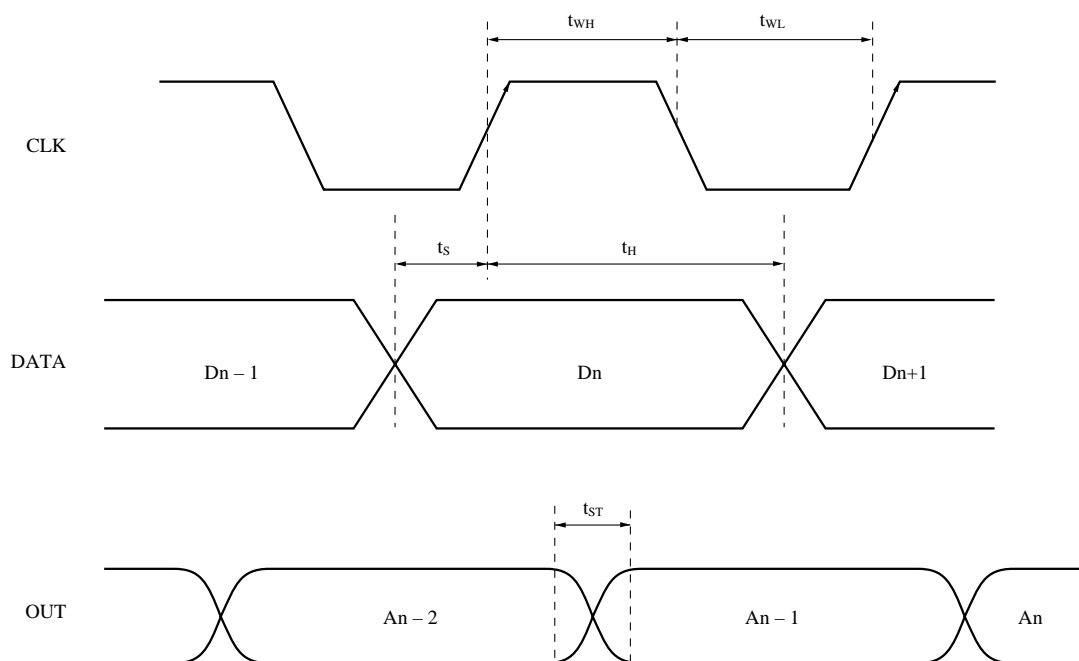 tWH tWL
CLK
tS tH
DATA Dn – 1 Dn Dn+1
tST
OUT An – 2 An – 1 An